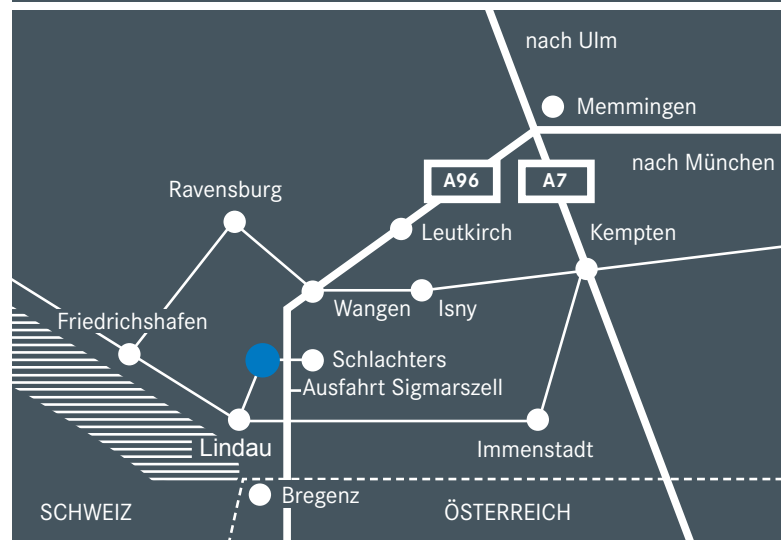 nach Ulm
Memmingen
nach München
A96
A7
Ravensburg
Leutkirch
Kempten
Wangen
Isny
Friedrichshafen
Schlachters
Ausfahrt Sigmarszell
Lindau
Immenstadt
Bregenz
SCHWEIZ
ÖSTERREICH